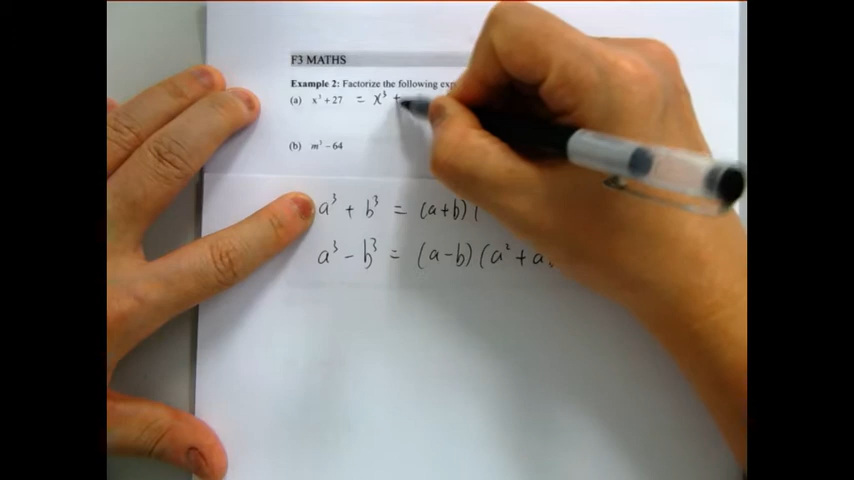 F3 MATHS
Example 2: Factorize the following
(a) x³ + 27 = x³ +
(b) m³ − 64
a³ + b³ = (a+b) (
a³ − b³ = (a−b) (a² + a